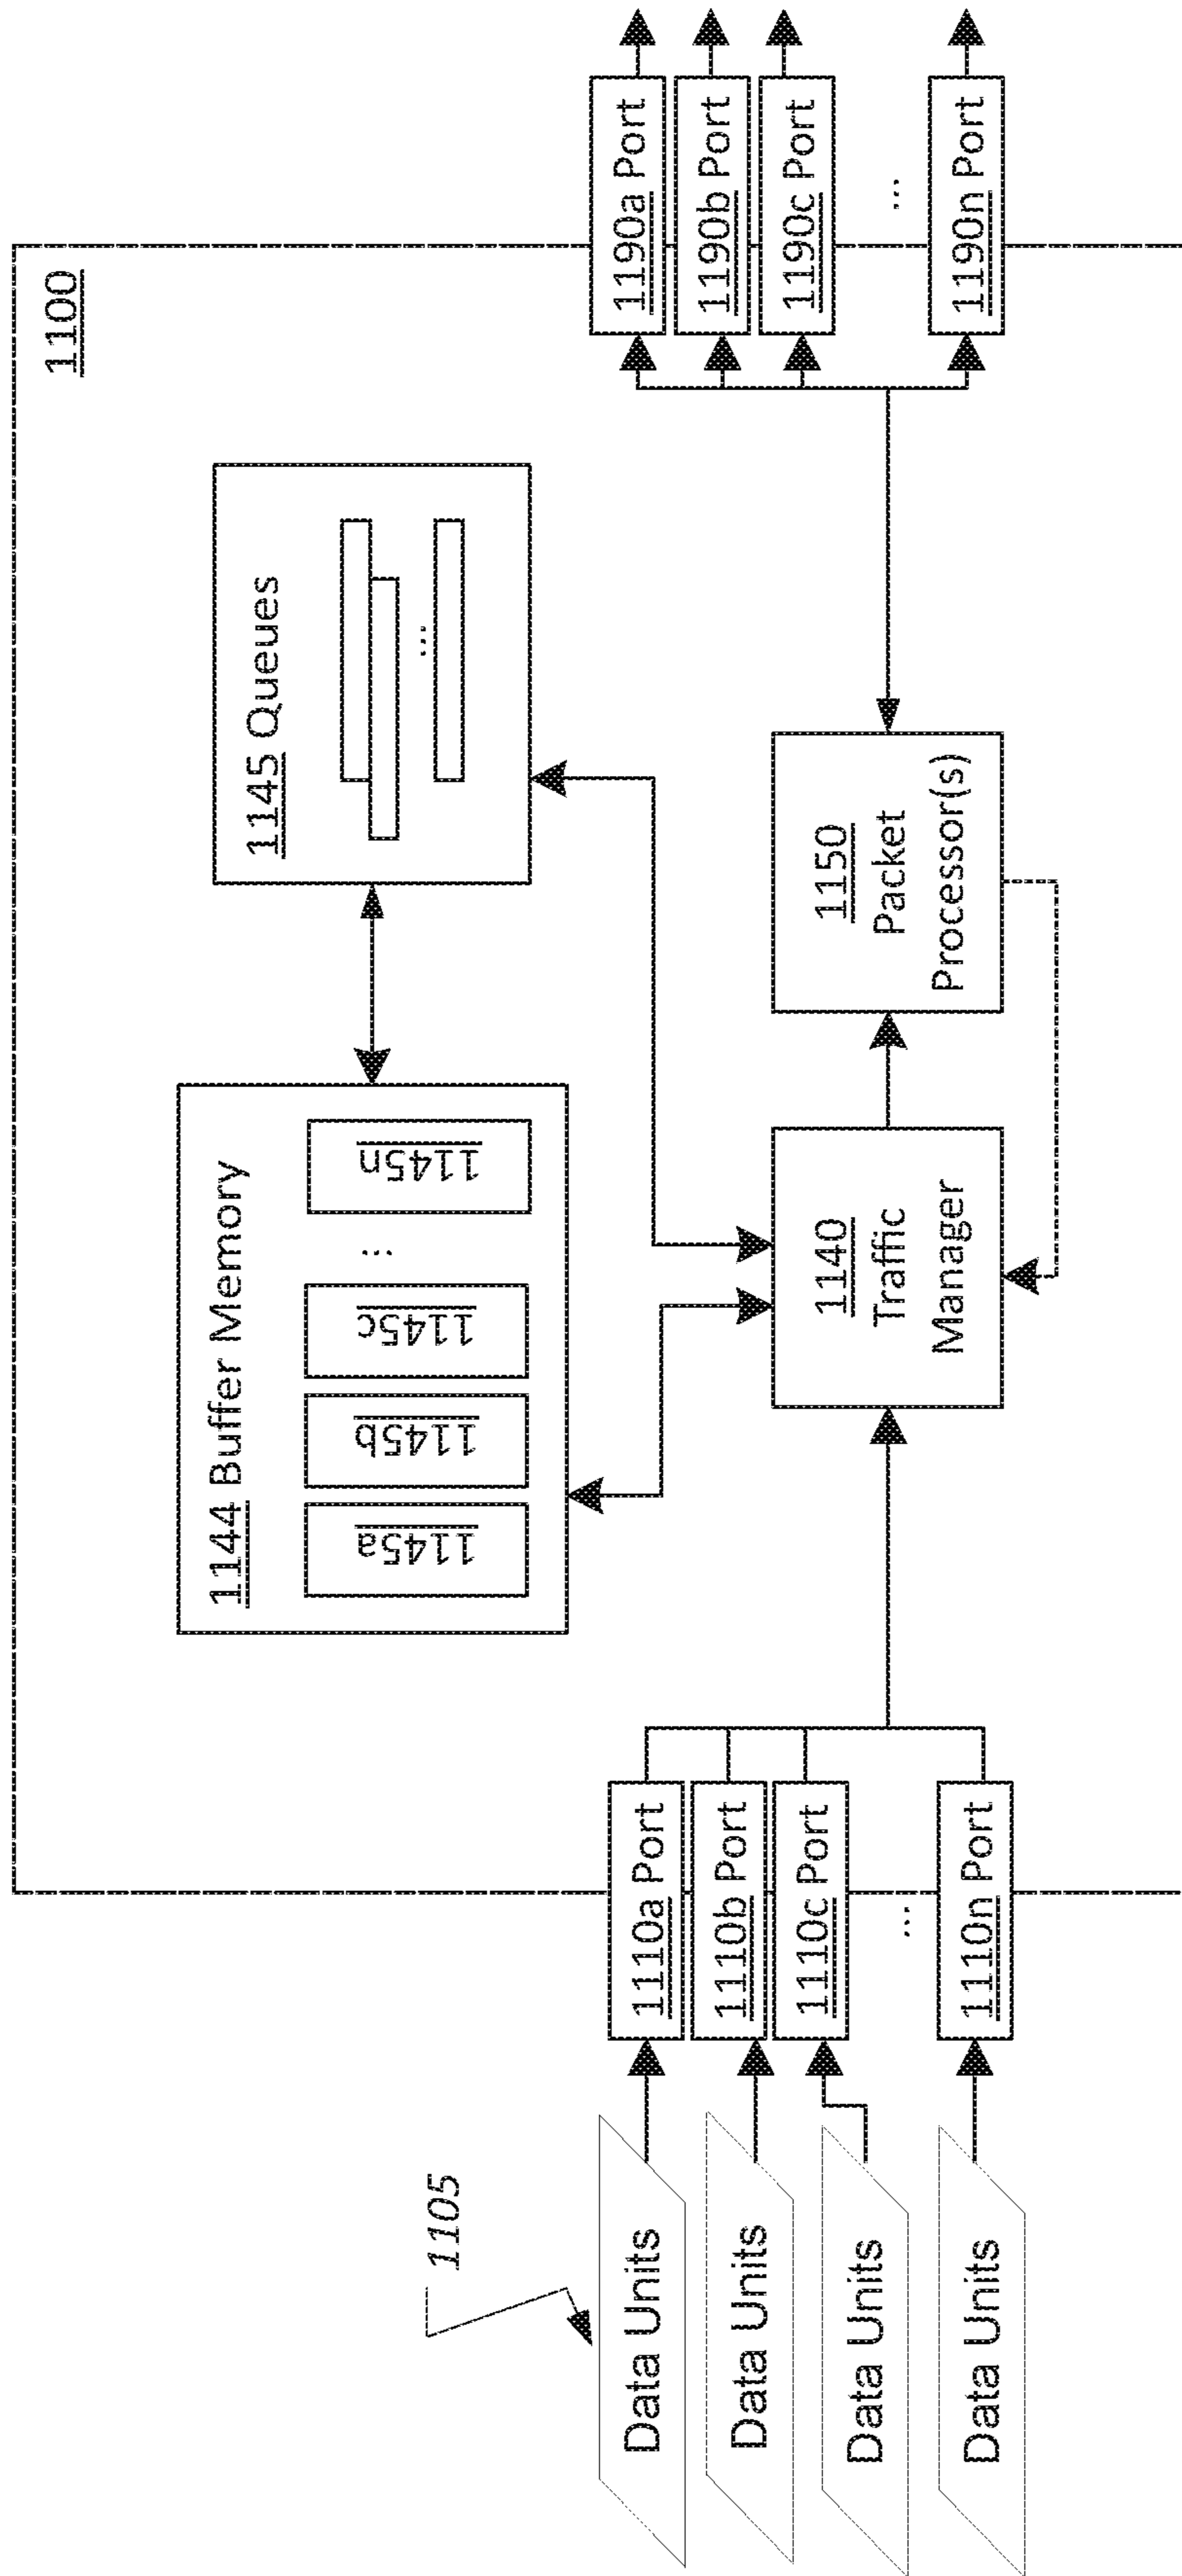 1100
1144 Buffer Memory
1145a
1145b
1145c
...
1145n
1145 Queues
...
1105
Data Units
Data Units
Data Units
Data Units
1110a Port
1110b Port
1110c Port
...
1110n Port
1140
Traffic
Manager
1150
Packet
Processor(s)
1190a Port
1190b Port
1190c Port
...
1190n Port